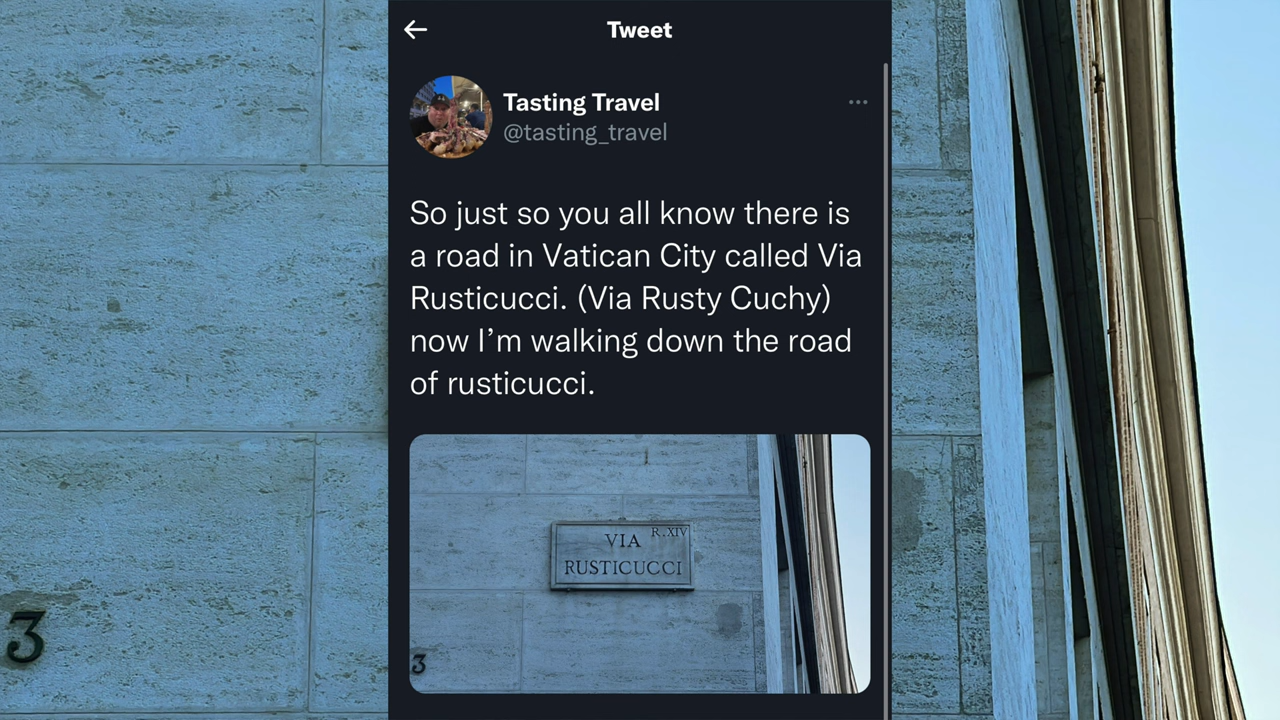 Tweet
Tasting Travel
@tasting_travel
So just so you all know there is
a road in Vatican City called Via
Rusticucci. (Via Rusty Cuchy)
now I’m walking down the road
of rusticucci.
R.XIV
VIA
RUSTICUCCI
3
3